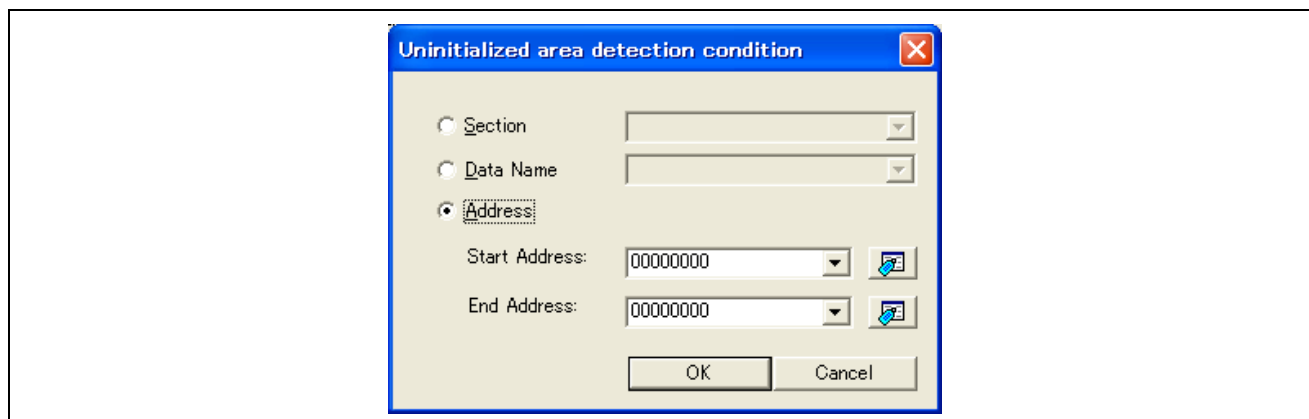 Uninitialized area detection condition
Section
Data Name
Address
Start Address: 00000000
End Address: 00000000
OK Cancel